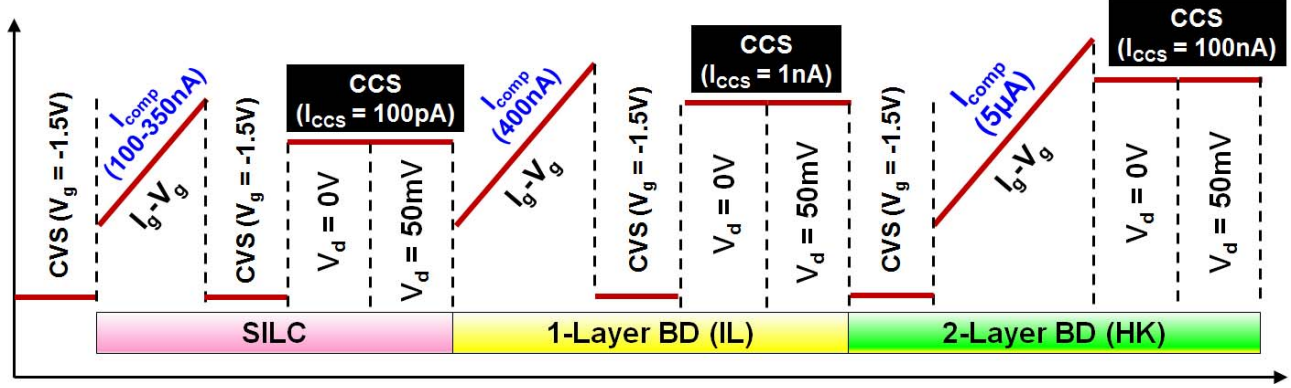 CVS (Vg = -1.5V)
Icomp
(100-350nA)
Ig-Vg
CVS (Vg = -1.5V)
CCS
(ICCS = 100pA)
Vd = 0V
Vd = 50mV
Icomp
(400nA)
Ig-Vg
CVS (Vg = -1.5V)
CCS
(ICCS = 1nA)
Vd = 0V
Vd = 50mV
CVS (Vg = -1.5V)
Icomp
(5µA)
Ig-Vg
CCS
(ICCS = 100nA)
Vd = 0V
Vd = 50mV
SILC
1-Layer BD (IL)
2-Layer BD (HK)